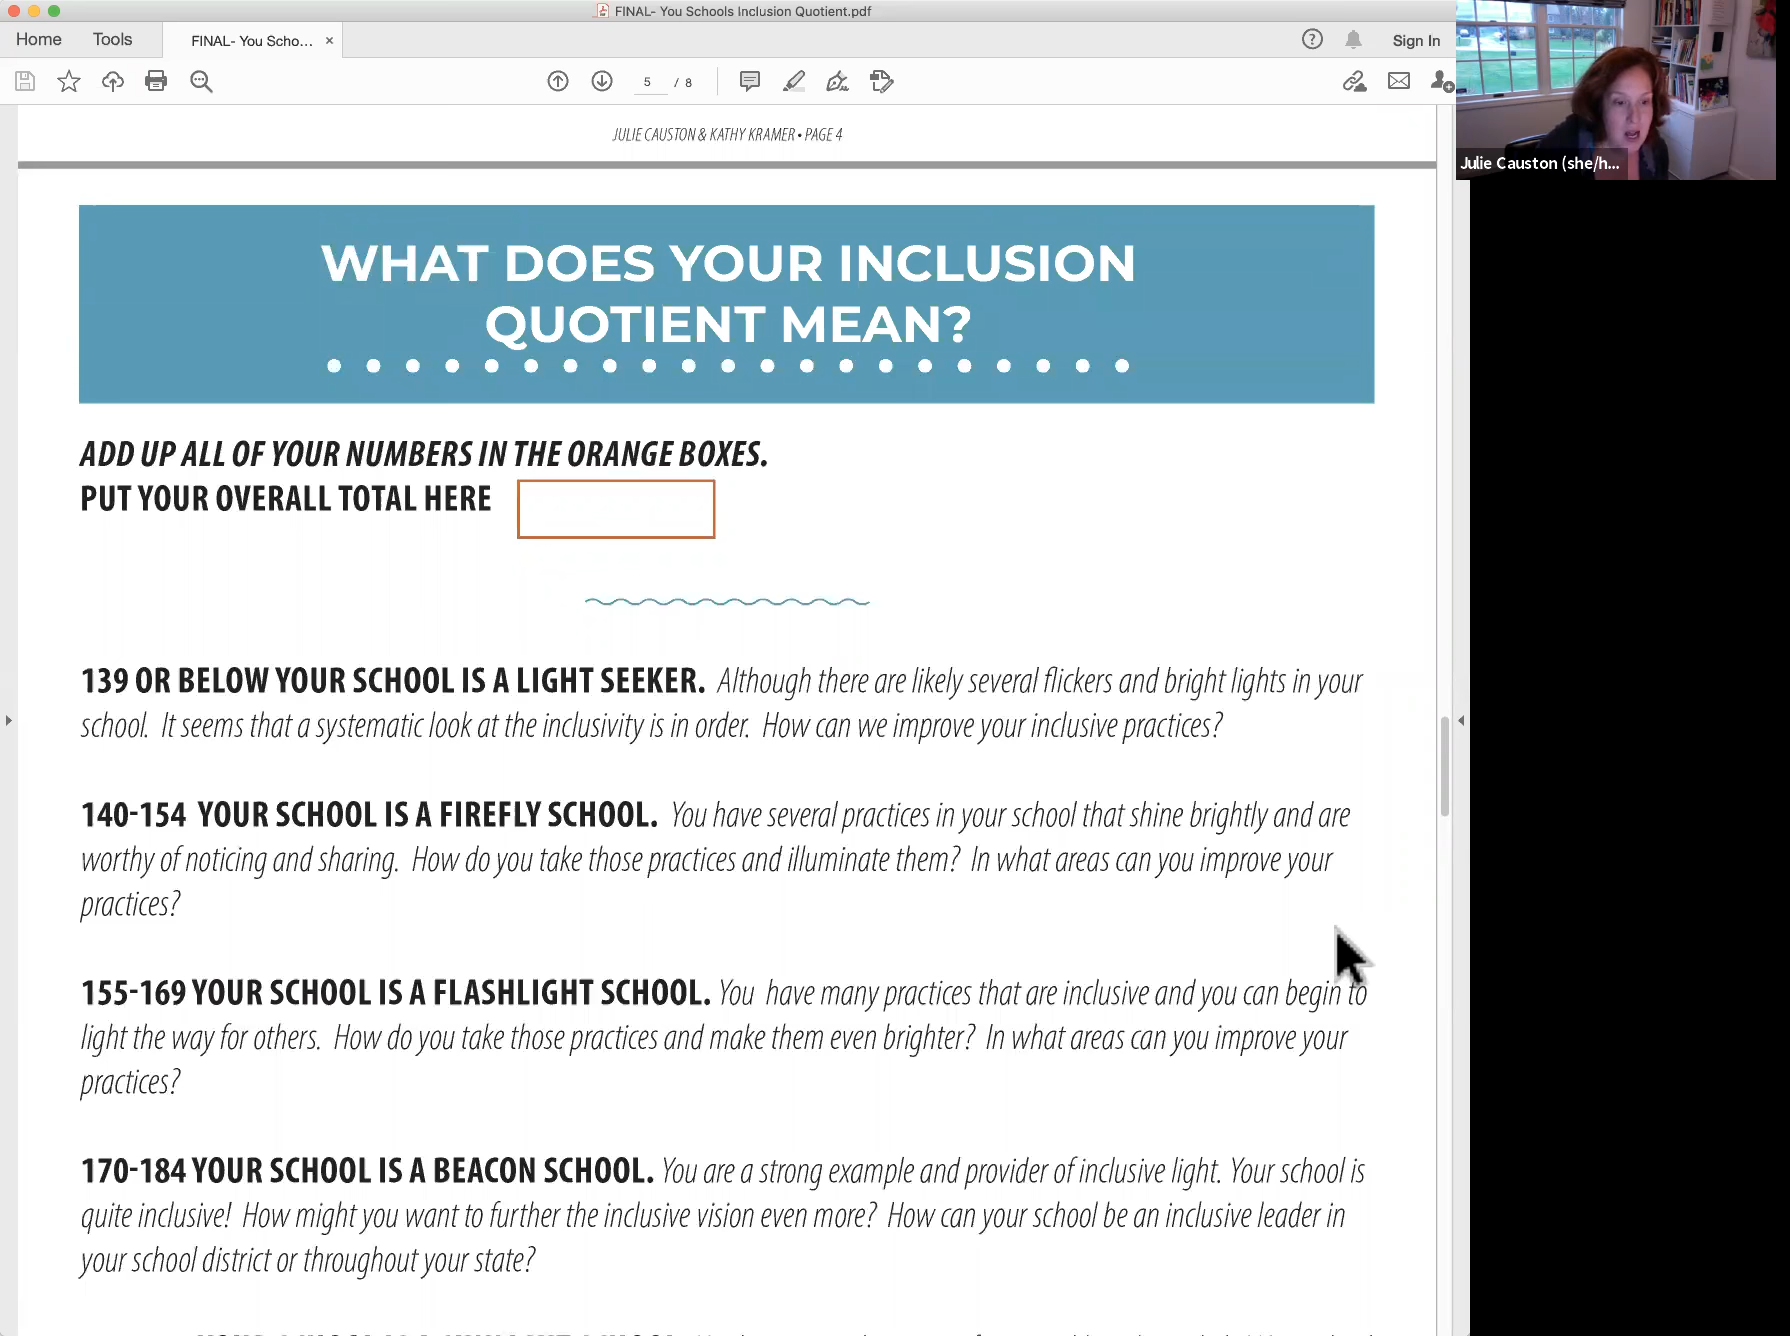 FINAL- You Schools Inclusion Quotient.pdf
Home
Tools
FINAL- You Scho...
×
Sign In
5 / 8
Julie Causton (she/h...
JULIE CAUSTON & KATHY KRAMER • PAGE 4
WHAT DOES YOUR INCLUSION
QUOTIENT MEAN?
ADD UP ALL OF YOUR NUMBERS IN THE ORANGE BOXES.
PUT YOUR OVERALL TOTAL HERE
139 OR BELOW YOUR SCHOOL IS A LIGHT SEEKER. Although there are likely several flickers and bright lights in your
school. It seems that a systematic look at the inclusivity is in order. How can we improve your inclusive practices?
140-154 YOUR SCHOOL IS A FIREFLY SCHOOL. You have several practices in your school that shine brightly and are
worthy of noticing and sharing. How do you take those practices and illuminate them? In what areas can you improve your
practices?
155-169 YOUR SCHOOL IS A FLASHLIGHT SCHOOL. You have many practices that are inclusive and you can begin to
light the way for others. How do you take those practices and make them even brighter? In what areas can you improve your
practices?
170-184 YOUR SCHOOL IS A BEACON SCHOOL. You are a strong example and provider of inclusive light. Your school is
quite inclusive! How might you want to further the inclusive vision even more? How can your school be an inclusive leader in
your school district or throughout your state?